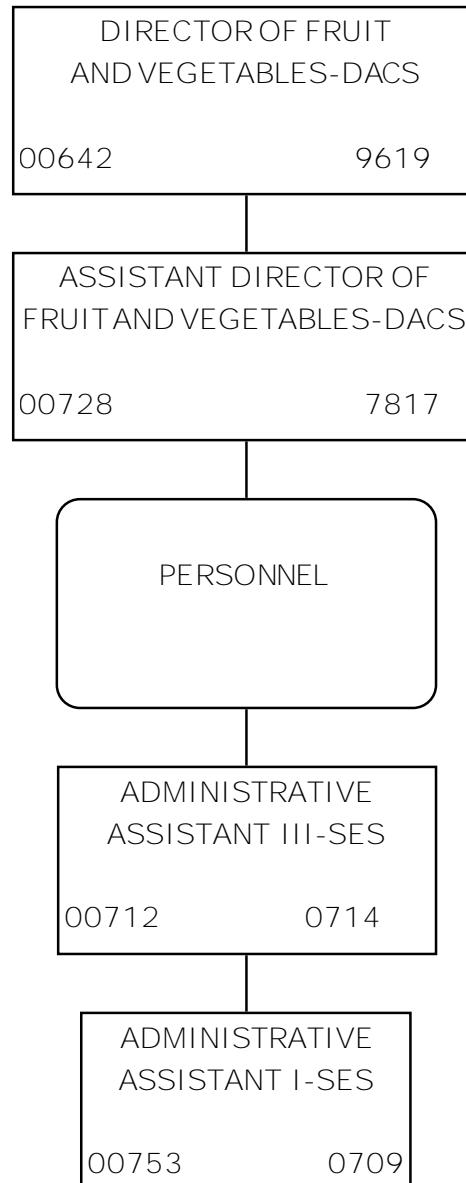 DIRECTOR OF FRUIT
AND VEGETABLES-DACS
00642 9619
ASSISTANT DIRECTOR OF
FRUIT AND VEGETABLES-DACS
00728 7817
PERSONNEL
ADMINISTRATIVE
ASSISTANT III-SES
00712 0714
ADMINISTRATIVE
ASSISTANT I-SES
00753 0709